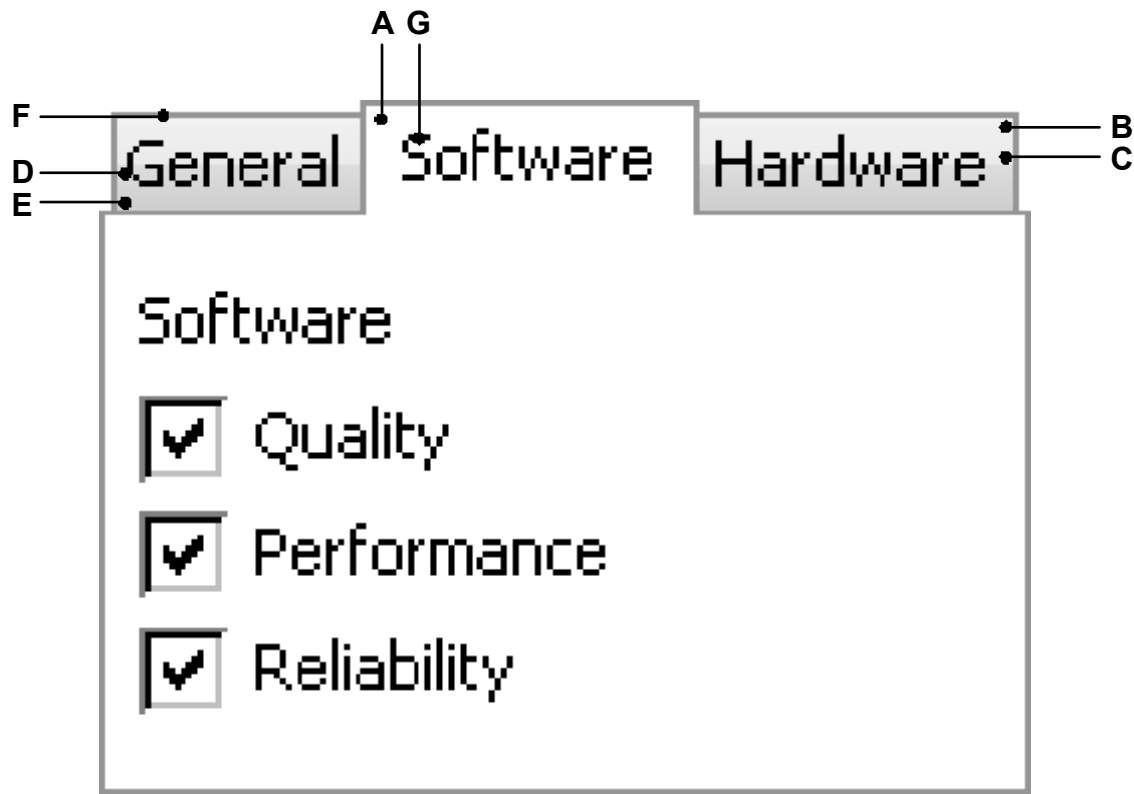 A G
F
General Software Hardware
B
D
C
E
Software
Quality
Performance
Reliability